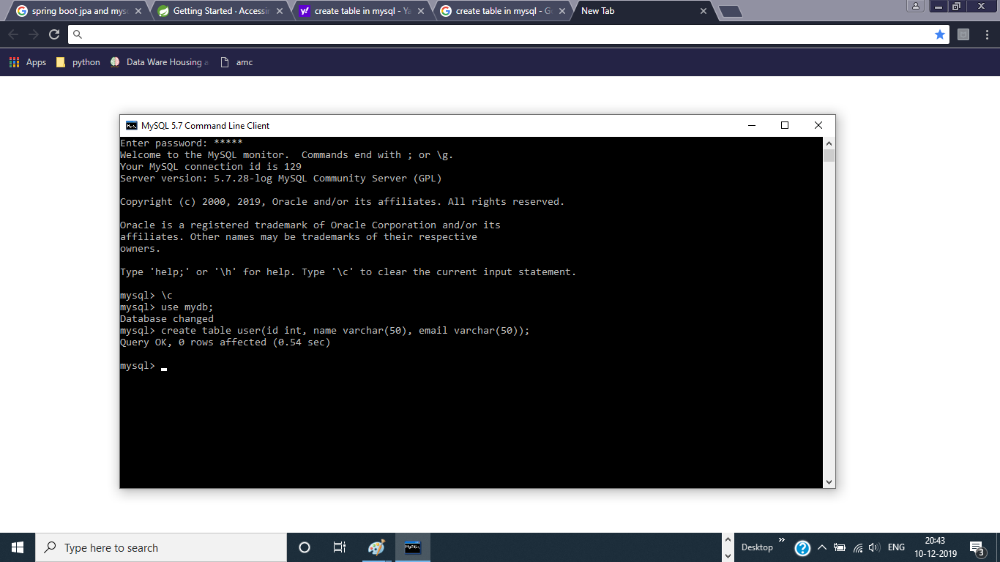 spring boot jpa and myse
Getting Started · Accessin
create table in mysql - Ya
create table in mysql - G
New Tab
Apps
python
Data Ware Housing a
amc
MySQL 5.7 Command Line Client
Enter password: *****
Welcome to the MySQL monitor.  Commands end with ; or \g.
Your MySQL connection id is 129
Server version: 5.7.28-log MySQL Community Server (GPL)
Copyright (c) 2000, 2019, Oracle and/or its affiliates. All rights reserved.
Oracle is a registered trademark of Oracle Corporation and/or its
affiliates. Other names may be trademarks of their respective
owners.
Type 'help;' or '\h' for help. Type '\c' to clear the current input statement.
mysql> \c
mysql> use mydb;
Database changed
mysql> create table user(id int, name varchar(50), email varchar(50));
Query OK, 0 rows affected (0.54 sec)
mysql>
Type here to search
Desktop
ENG
20:43
10-12-2019
3